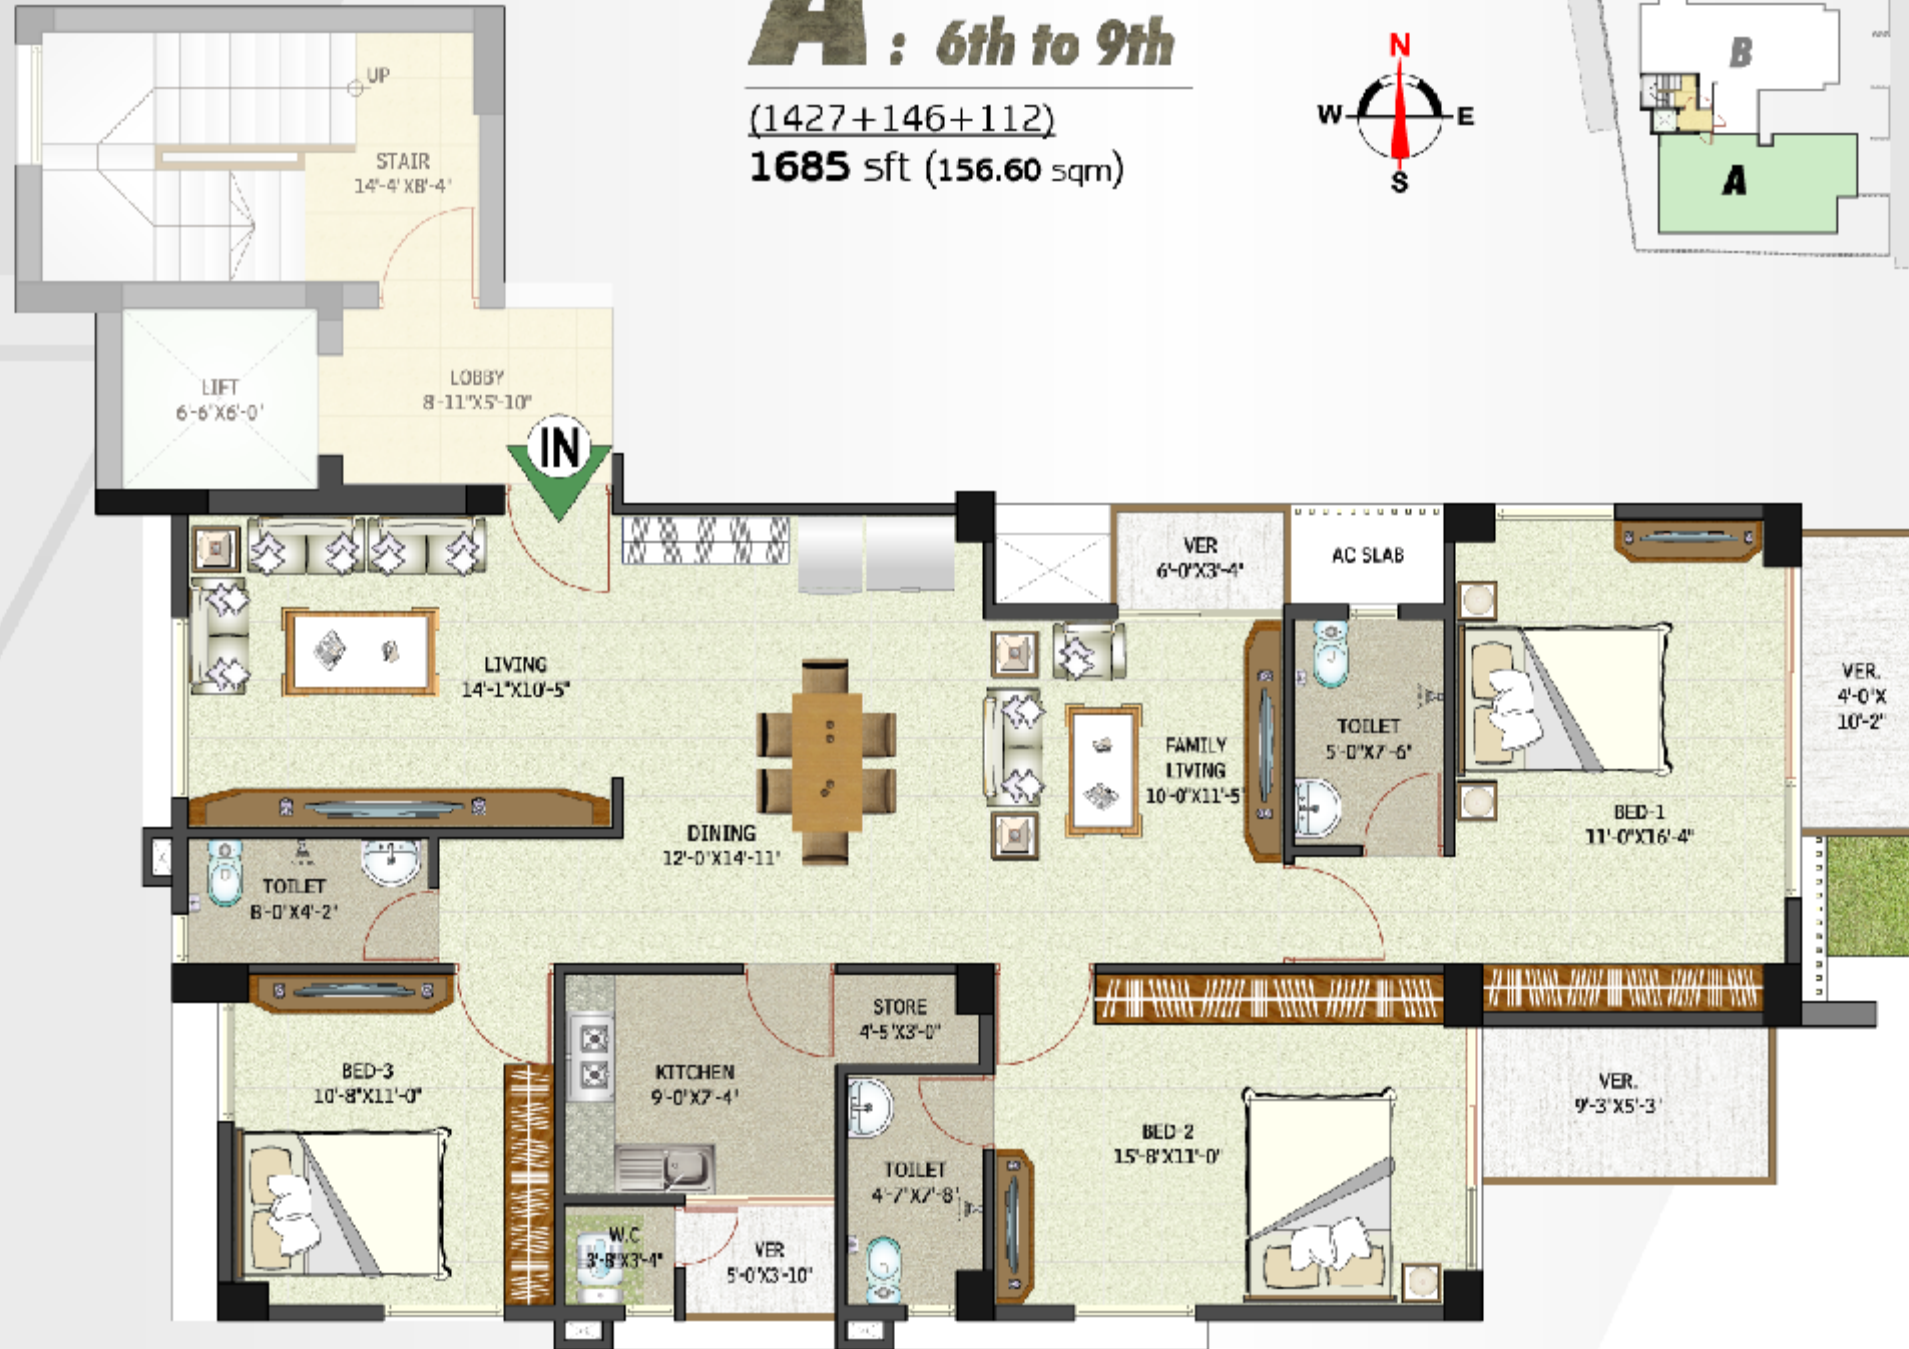 A : 6th to 9th
(1427+146+112)
1685 sft (156.60 sqm)
N
W
E
S
B
A
UP
STAIR
14'-4"X8'-4"
LIFT
6'-6"X6'-0"
LOBBY
8'-11"X5'-10"
IN
VER
6'-0"X3'-4"
AC SLAB
LIVING
14'-1"X10'-5"
VER.
4'-0"X
10'-2"
TOILET
5'-0"X7'-6"
FAMILY
LIVING
10'-0"X11'-5"
BED-1
11'-0"X16'-4"
DINING
12'-0"X14'-11"
TOILET
8'-0"X4'-2"
STORE
4'-5"X3'-0"
BED-3
10'-8"X11'-0"
KITCHEN
9'-0"X7'-4"
VER.
9'-3"X5'-3"
BED-2
15'-8"X11'-0"
TOILET
4'-7"X7'-8"
W.C
3'-8"X3'-4"
VER
5'-0"X3'-10"